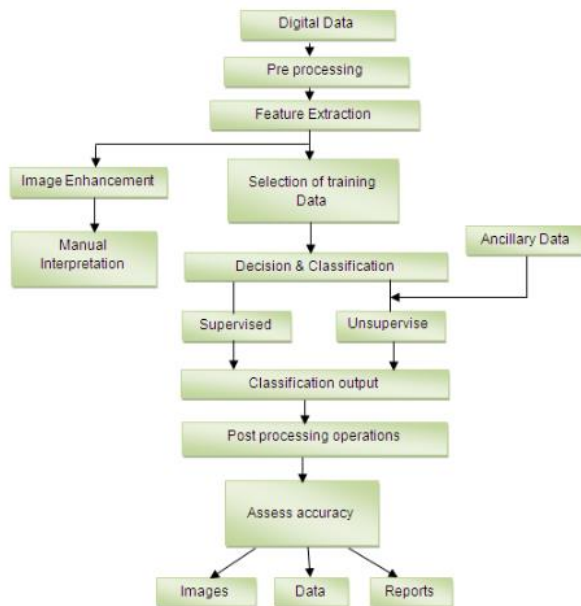 Digital Data
Pre processing
Feature Extraction
Image Enhancement
Selection of training
Data
Manual
Interpretation
Ancillary Data
Decision & Classification
Supervised
Unsupervise
Classification output
Post processing operations
Assess accuracy
Images
Data
Reports